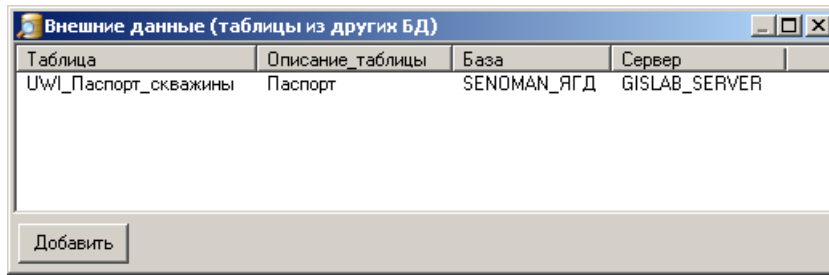 Внешние данные (таблицы из других БД)
Таблица Описание_таблицы База Сервер
UWI_Паспорт_скважины Паспорт SENOMAN_ЯГД GISLAB_SERVER
Добавить